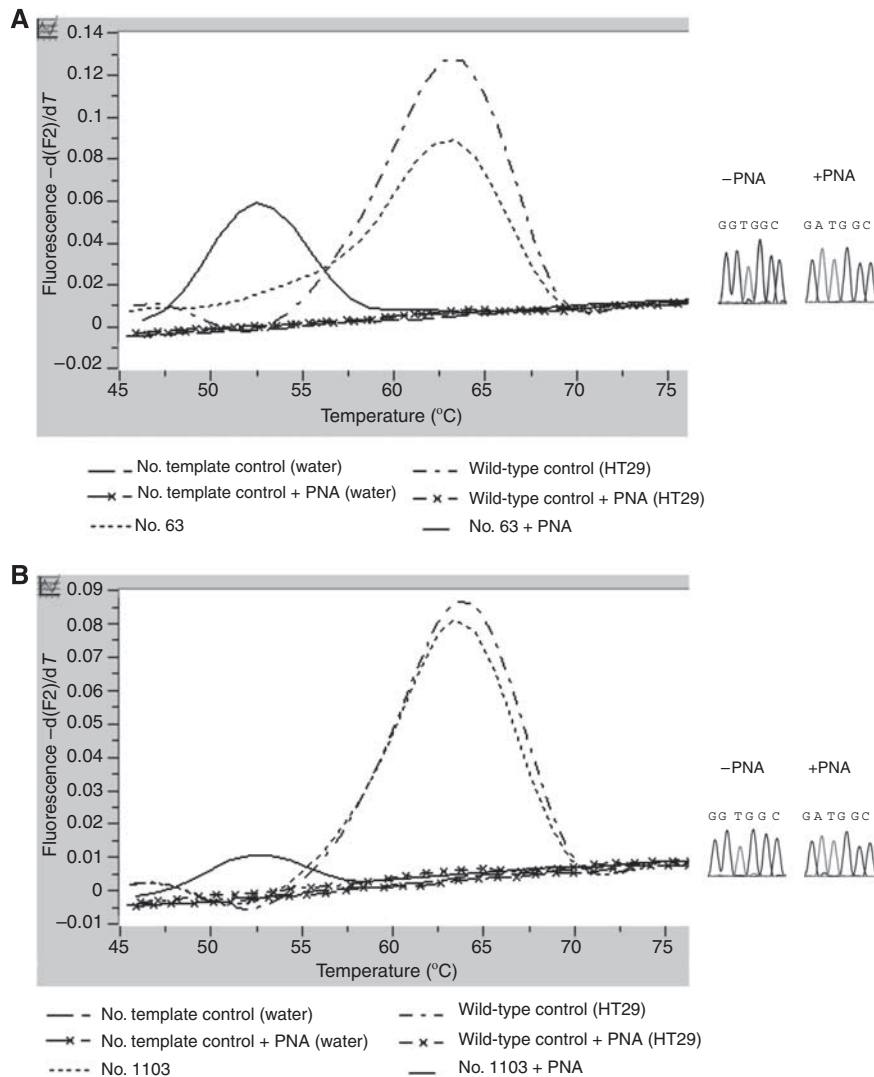 A
0.14
0.12
0.1
0.08
0.06
0.04
0.02
0
–0.02
Fluorescence –d(F2)/dT
45 50 55 60 65 70 75
Temperature (°C)
–PNA +PNA
GGTGGC GATGGC
No. template control (water)
Wild-type control (HT29)
No. template control + PNA (water)
Wild-type control + PNA (HT29)
No. 63
No. 63 + PNA
B
0.09
0.08
0.07
0.06
0.05
0.04
0.03
0.02
0.01
0
–0.01
Fluorescence –d(F2)/dT
45 50 55 60 65 70 75
Temperature (°C)
–PNA +PNA
GG TGGC GATGGC
No. template control (water)
Wild-type control (HT29)
No. template control + PNA (water)
Wild-type control + PNA (HT29)
No. 1103
No. 1103 + PNA